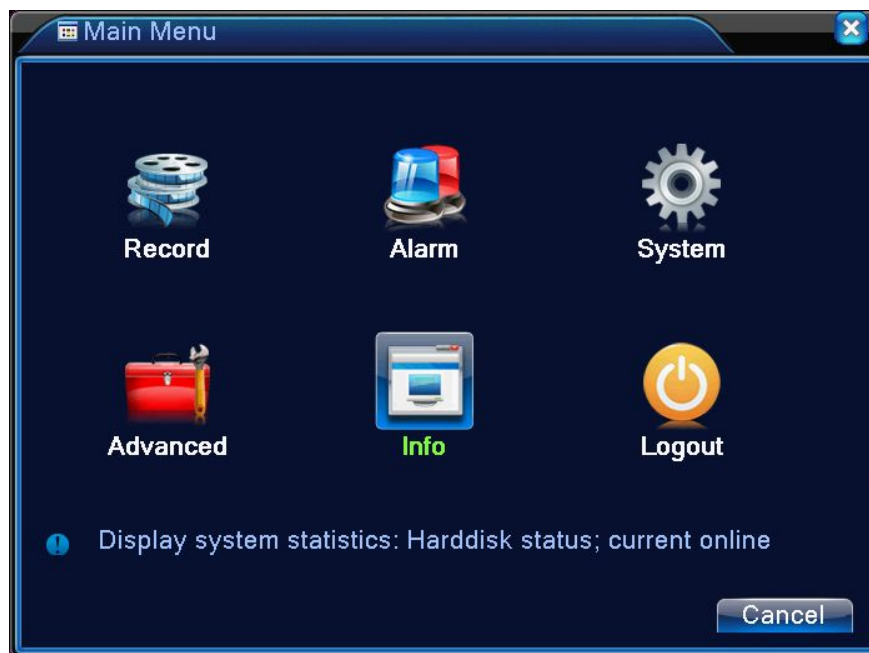 Main Menu
Record
Alarm
System
Advanced
Info
Logout
Display system statistics: Harddisk status; current online
Cancel